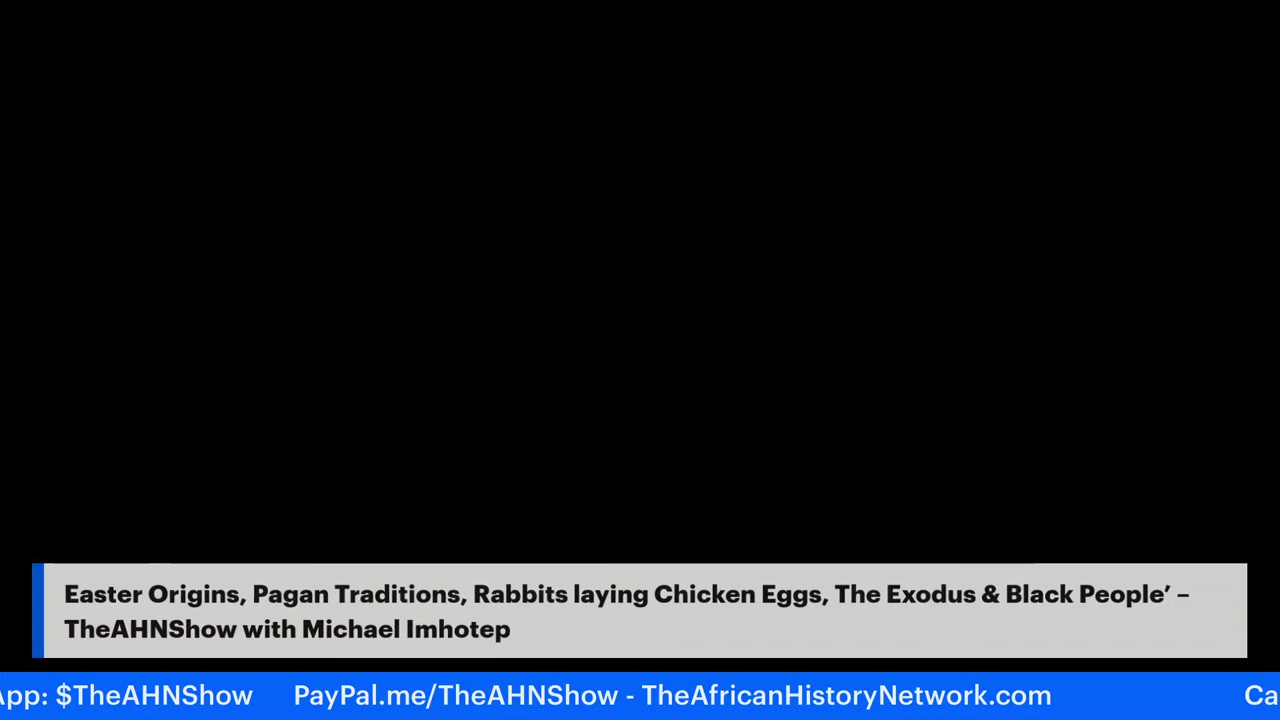 Easter Origins, Pagan Traditions, Rabbits laying Chicken Eggs, The Exodus & Black People’ –
TheAHNShow with Michael Imhotep
App: $TheAHNShow PayPal.me/TheAHNShow - TheAfricanHistoryNetwork.com Ca